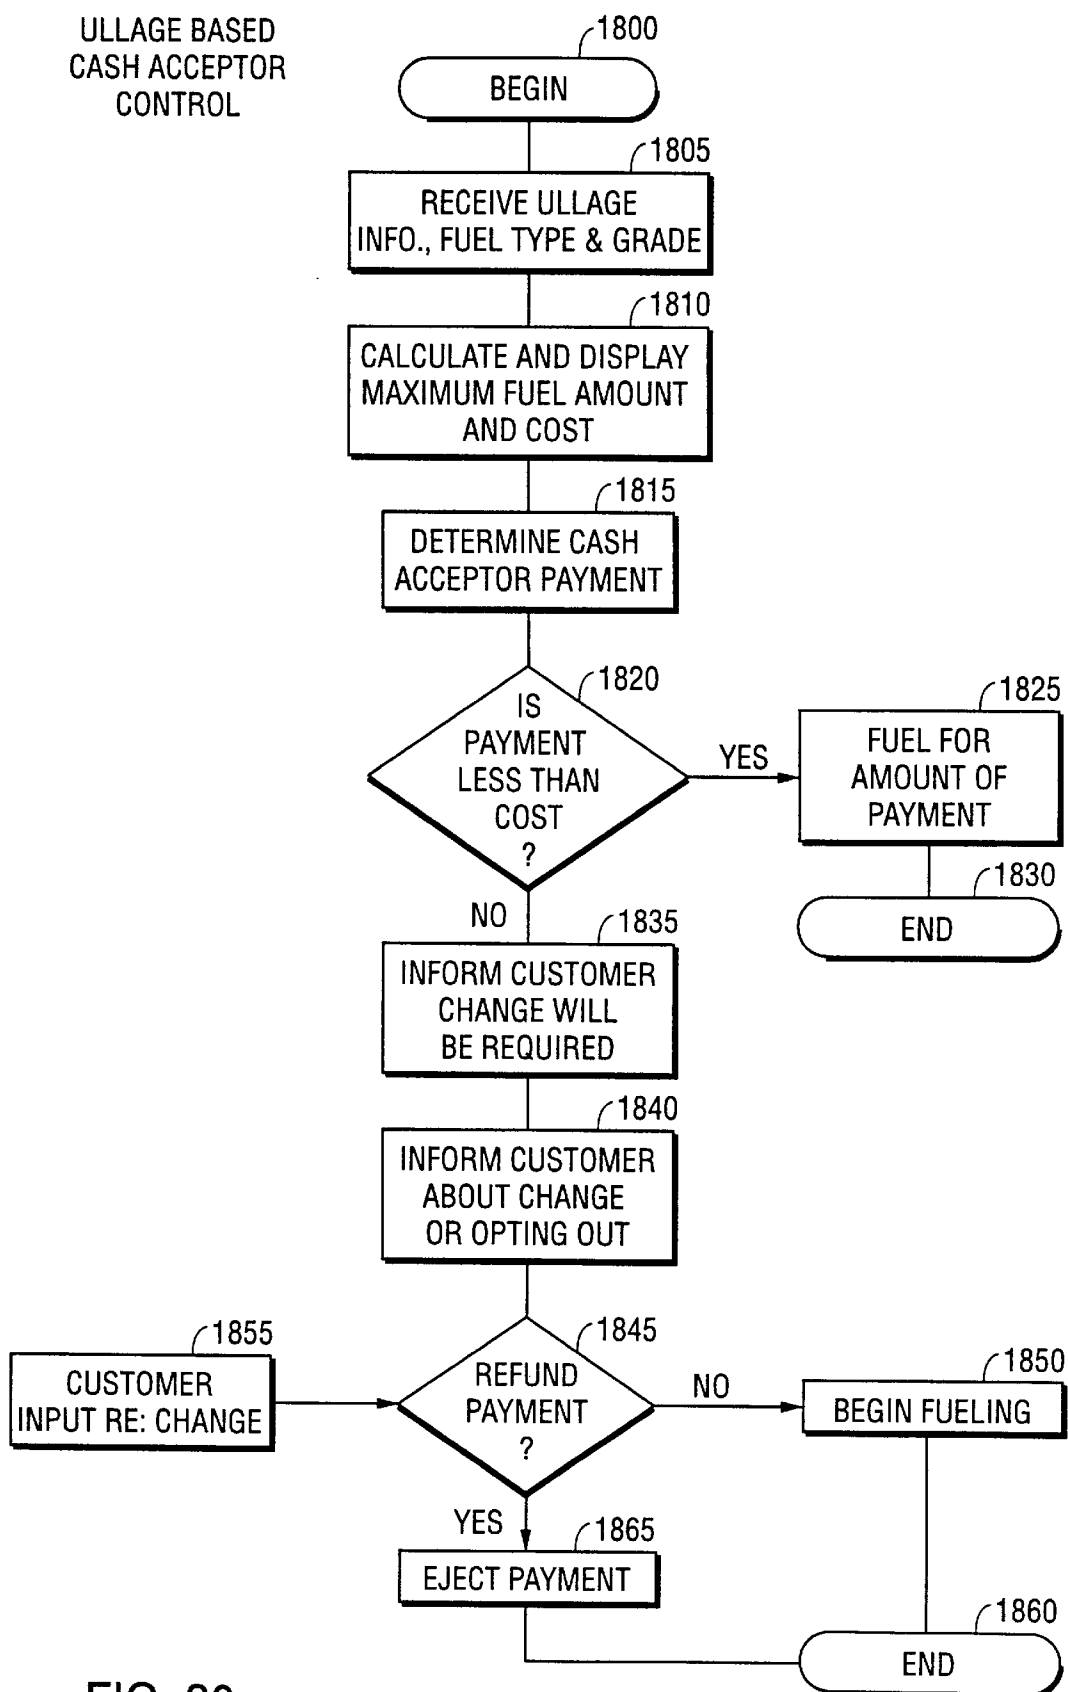 ULLAGE BASED
CASH ACCEPTOR
CONTROL
1800
BEGIN
1805
RECEIVE ULLAGE
INFO., FUEL TYPE & GRADE
1810
CALCULATE AND DISPLAY
MAXIMUM FUEL AMOUNT
AND COST
1815
DETERMINE CASH
ACCEPTOR PAYMENT
1820
IS
PAYMENT
LESS THAN
COST
?
YES
1825
FUEL FOR
AMOUNT OF
PAYMENT
1830
END
NO
1835
INFORM CUSTOMER
CHANGE WILL
BE REQUIRED
1840
INFORM CUSTOMER
ABOUT CHANGE
OR OPTING OUT
1855
CUSTOMER
INPUT RE: CHANGE
1845
REFUND
PAYMENT
?
NO
1850
BEGIN FUELING
YES
1865
EJECT PAYMENT
1860
END